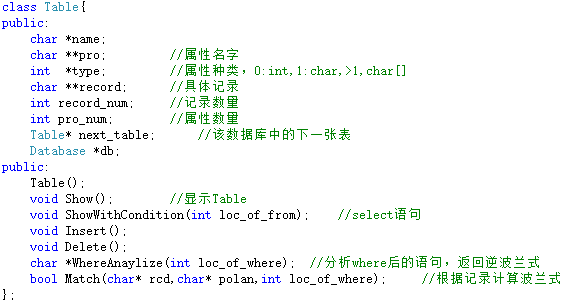 class Table{
public:
    char *name;
    char **pro;        //属性名字
    int  *type;        //属性种类，0:int,1:char,>1,char[]
    char **record;     //具体记录
    int record_num;    //记录数量
    int pro_num;       //属性数量
    Table* next_table;     //该数据库中的下一张表
    Database *db;
public:
    Table();
    void Show();       //显示Table
    void ShowWithCondition(int loc_of_from);    //select语句
    void Insert();
    void Delete();
    char *WhereAnaylize(int loc_of_where);  //分析where后的语句，返回逆波兰式
    bool Match(char* rcd,char* polan,int loc_of_where);     //根据记录计算波兰式
};